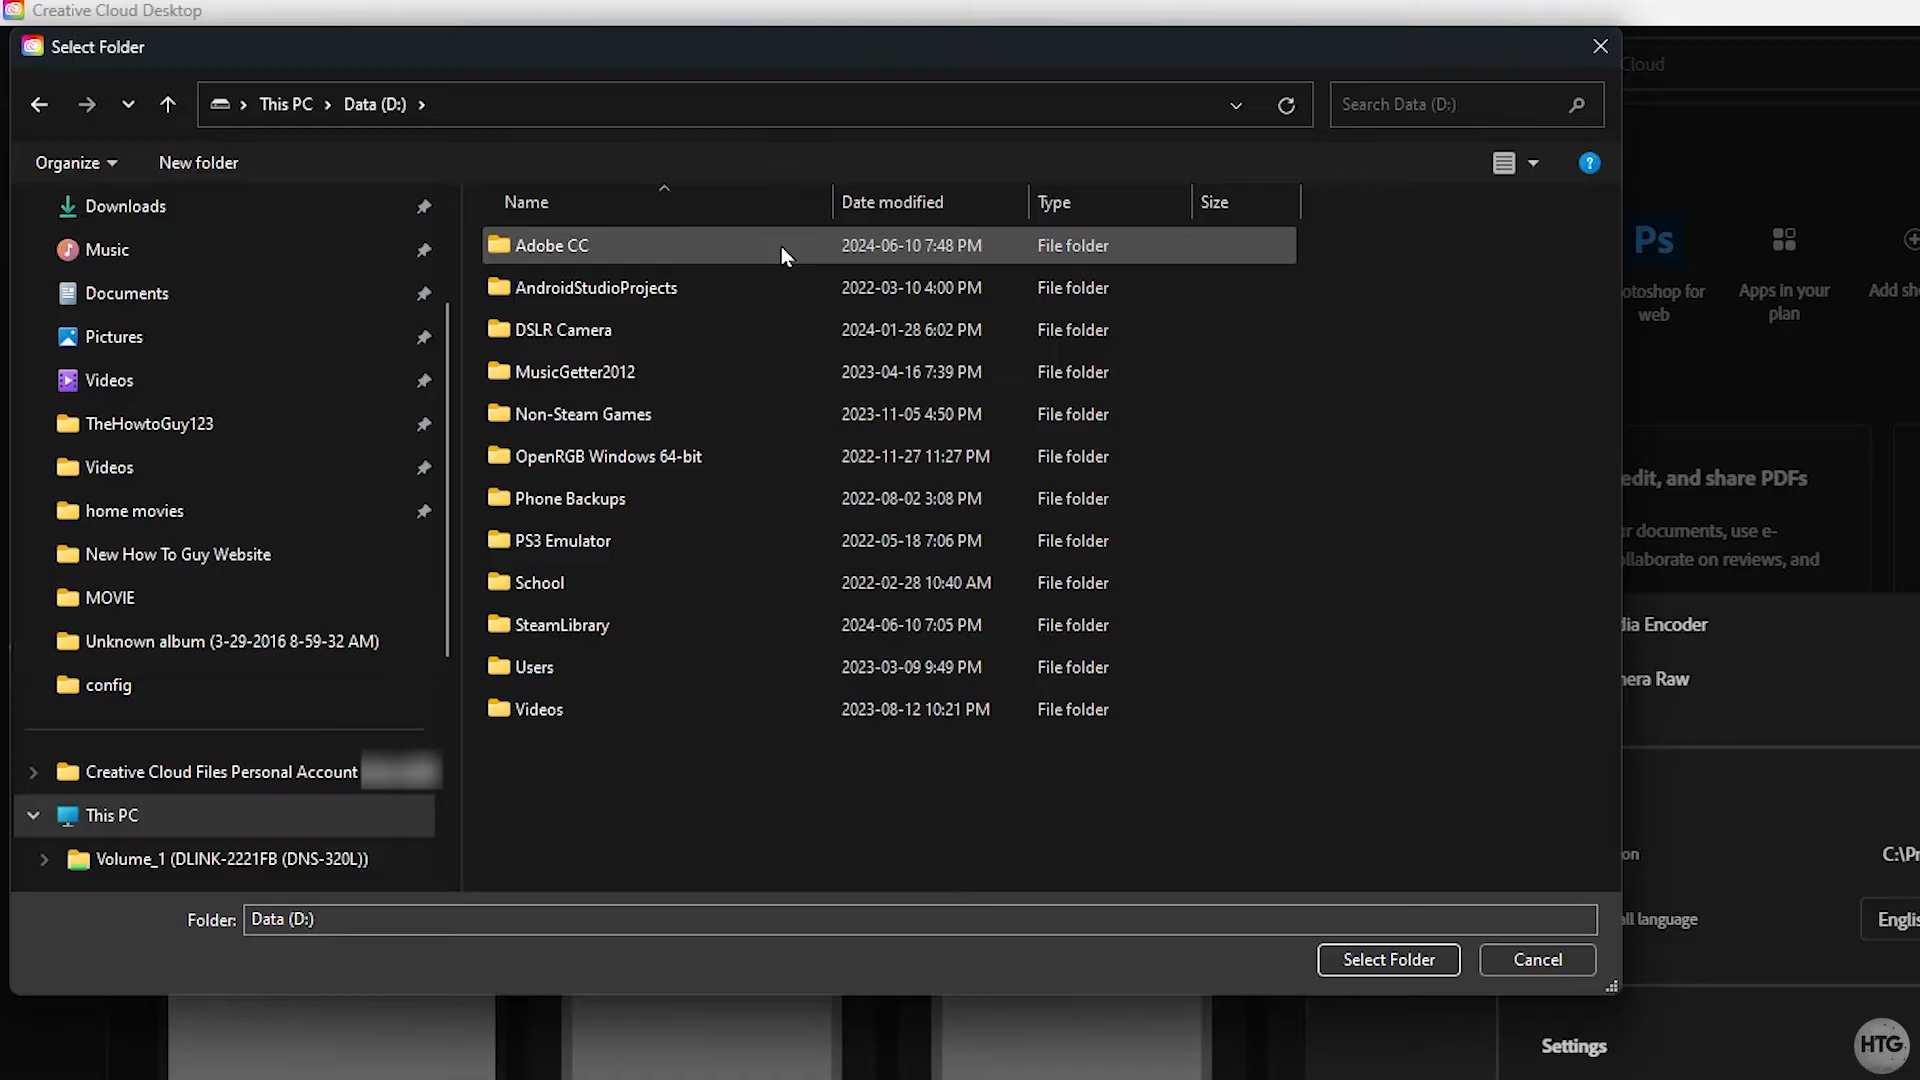 Creative Cloud Desktop
Select Folder
Cloud
This PC
Data (D:)
Search Data (D:)
Organize
New folder
?
Name
Date modified
Type
Size
Downloads
Music
Documents
Pictures
Videos
TheHowtoGuy123
Videos
home movies
New How To Guy Website
MOVIE
Unknown album (3-29-2016 8-59-32 AM)
config
Creative Cloud Files Personal Account
This PC
Volume_1 (DLINK-2221FB (DNS-320L))
Adobe CC 2024-06-10 7:48 PM File folder
AndroidStudioProjects 2022-03-10 4:00 PM File folder
DSLR Camera 2024-01-28 6:02 PM File folder
MusicGetter2012 2023-04-16 7:39 PM File folder
Non-Steam Games 2023-11-05 4:50 PM File folder
OpenRGB Windows 64-bit 2022-11-27 11:27 PM File folder
Phone Backups 2022-08-02 3:08 PM File folder
PS3 Emulator 2022-05-18 7:06 PM File folder
School 2022-02-28 10:40 AM File folder
SteamLibrary 2024-06-10 7:05 PM File folder
Users 2023-03-09 9:49 PM File folder
Videos 2023-08-12 10:21 PM File folder
Folder: Data (D:)
Select Folder
Cancel
Ps
otoshop for
web
Apps in your
plan
Add sh
edit, and share PDFs
ur documents, use e-
ollaborate on reviews, and
dia Encoder
mera Raw
on
C:\Pr
all language
Englis
Settings
HTG